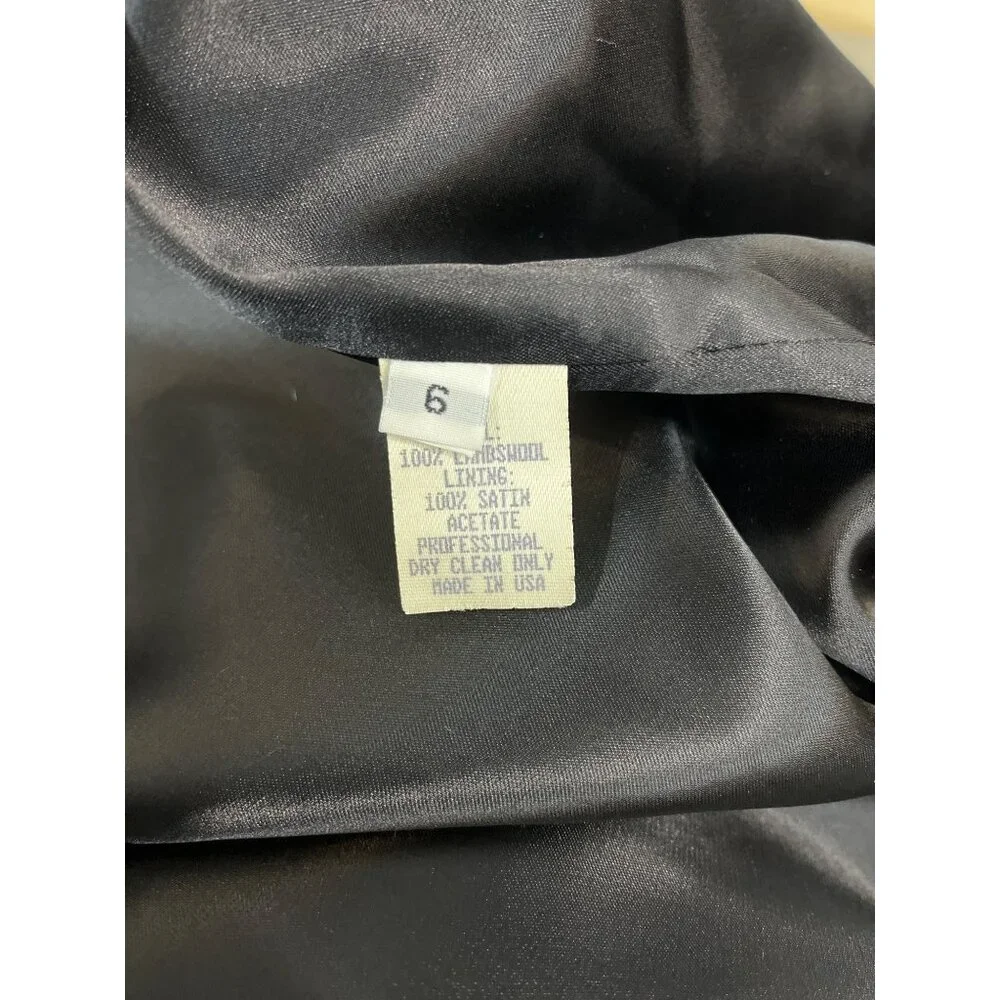 6
L:
100% LAMBSWOOL
LINING:
100% SATIN
ACETATE
PROFESSIONAL
DRY CLEAN ONLY
MADE IN USA